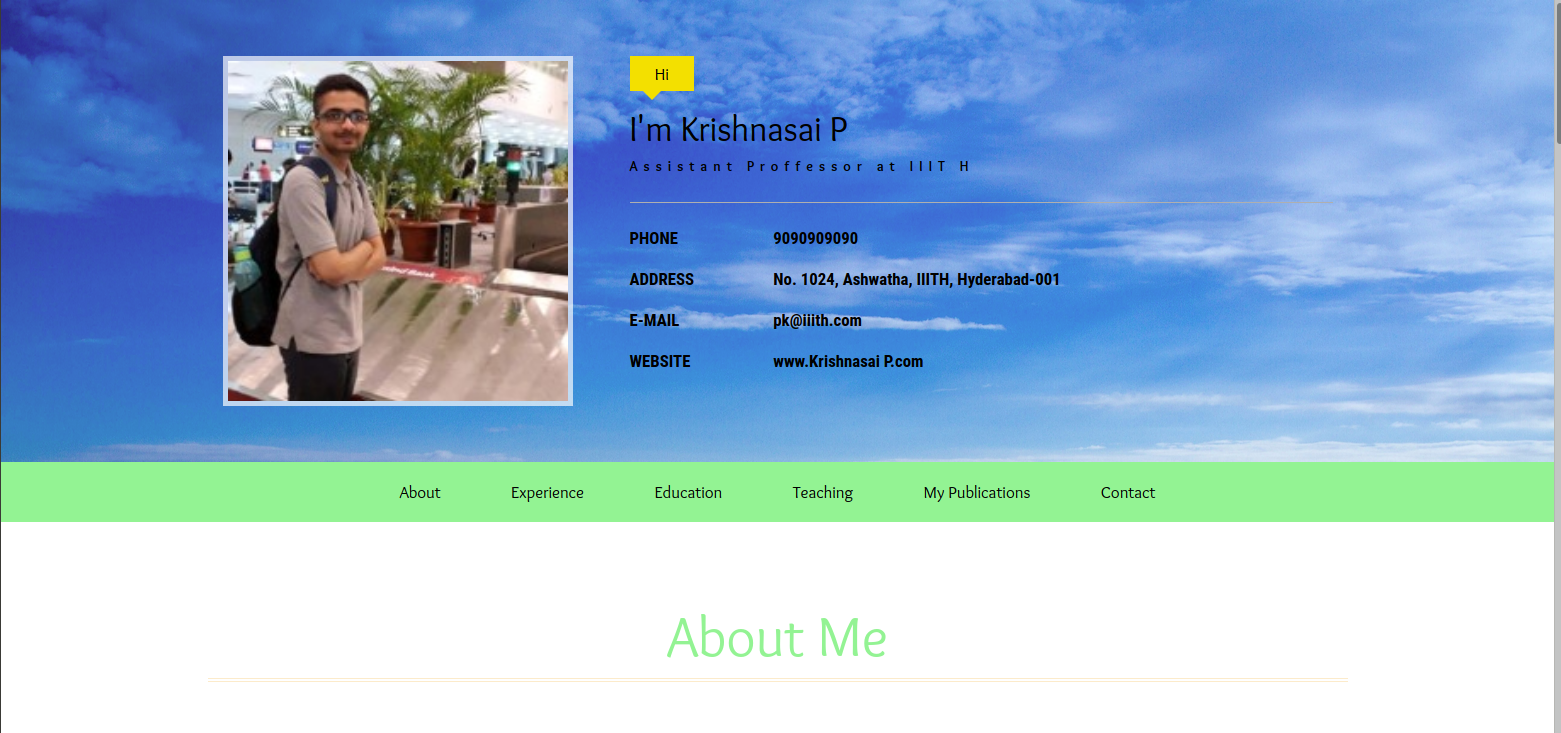 Hi
I'm Krishnasai P
Assistant Proffessor at IIIT H
PHONE 9090909090
ADDRESS No. 1024, Ashwatha, IIITH, Hyderabad-001
E-MAIL pk@iiith.com
WEBSITE www.Krishnasai P.com
About Experience Education Teaching My Publications Contact
About Me